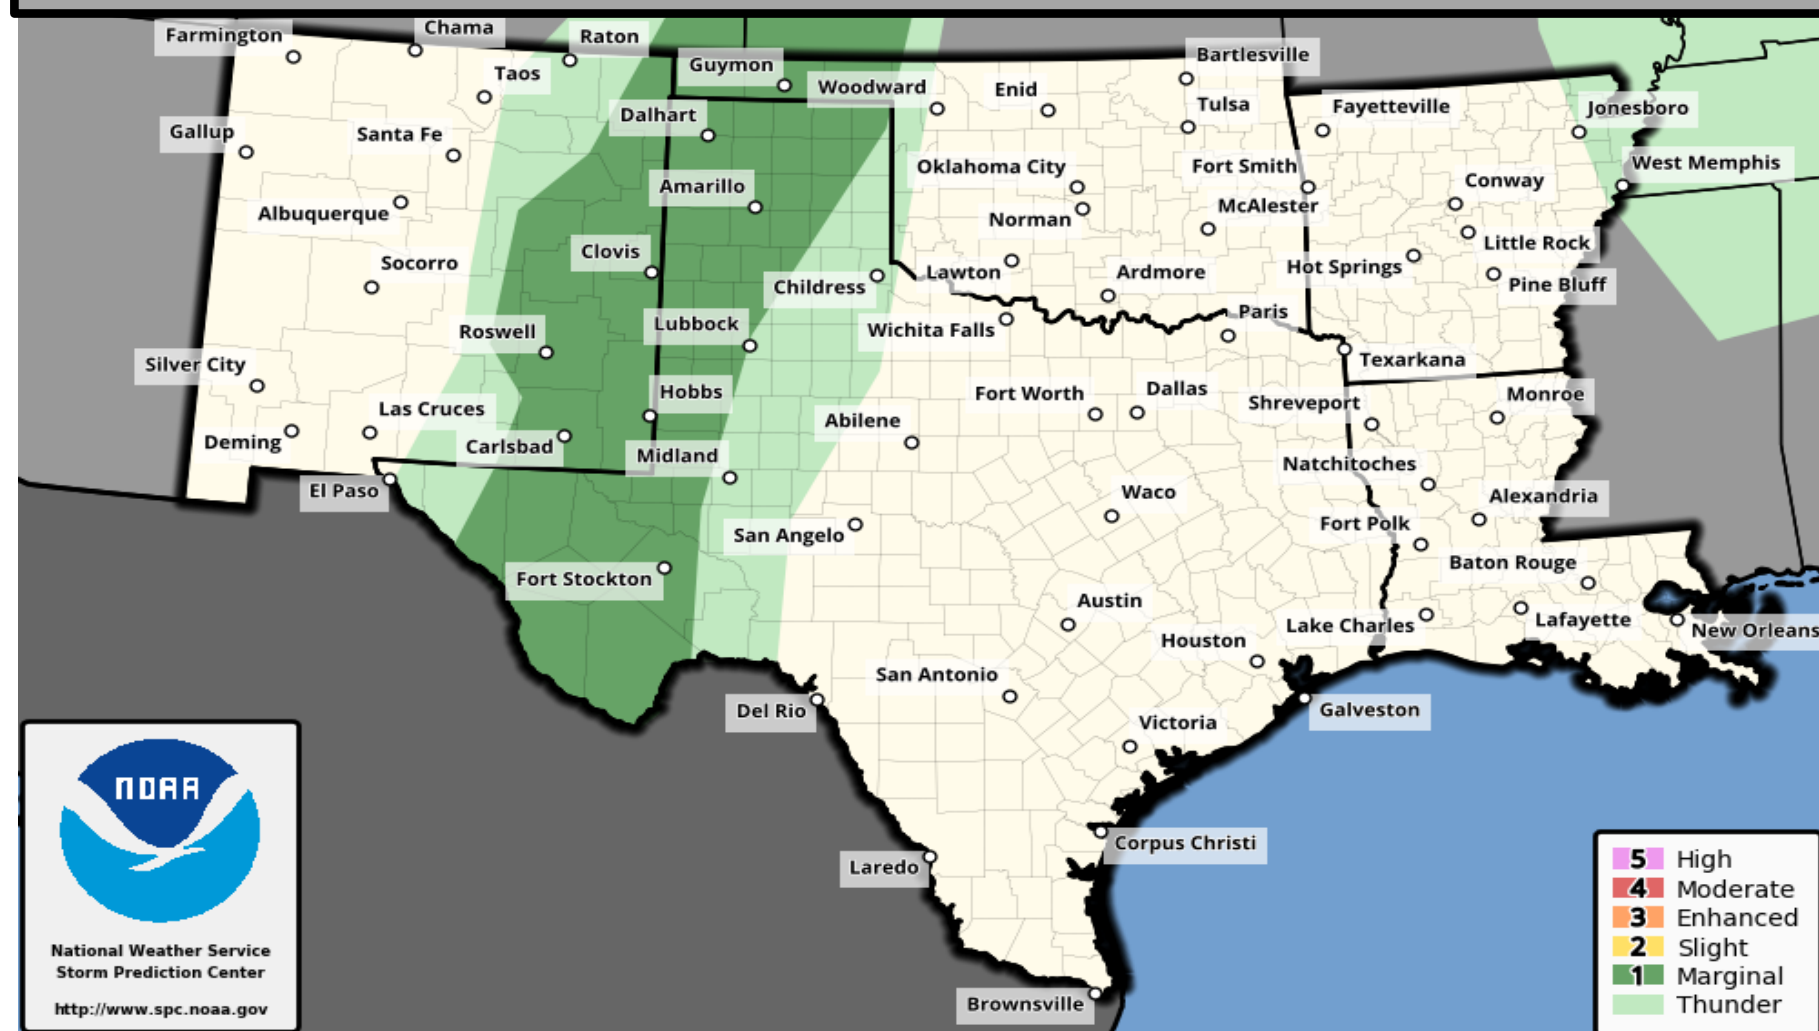 Farmington
Chama
Raton
Taos
Guymon
Woodward
Enid
Bartlesville
Tulsa
Fayetteville
Jonesboro
Gallup
Santa Fe
Dalhart
Oklahoma City
Fort Smith
West Memphis
Amarillo
Conway
Albuquerque
Norman
McAlester
Clovis
Socorro
Lawton
Ardmore
Hot Springs
Little Rock
Childress
Pine Bluff
Roswell
Lubbock
Wichita Falls
Paris
Silver City
Texarkana
Hobbs
Fort Worth
Dallas
Shreveport
Monroe
Las Cruces
Abilene
Deming
Carlsbad
Midland
Natchitoches
El Paso
Waco
Alexandria
San Angelo
Fort Polk
Fort Stockton
Baton Rouge
Austin
Houston
Lake Charles
Lafayette
New Orleans
San Antonio
Del Rio
Victoria
Galveston
Laredo
Corpus Christi
Brownsville
NOAA
National Weather Service
Storm Prediction Center
http://www.spc.noaa.gov
5 High
4 Moderate
3 Enhanced
2 Slight
1 Marginal
Thunder